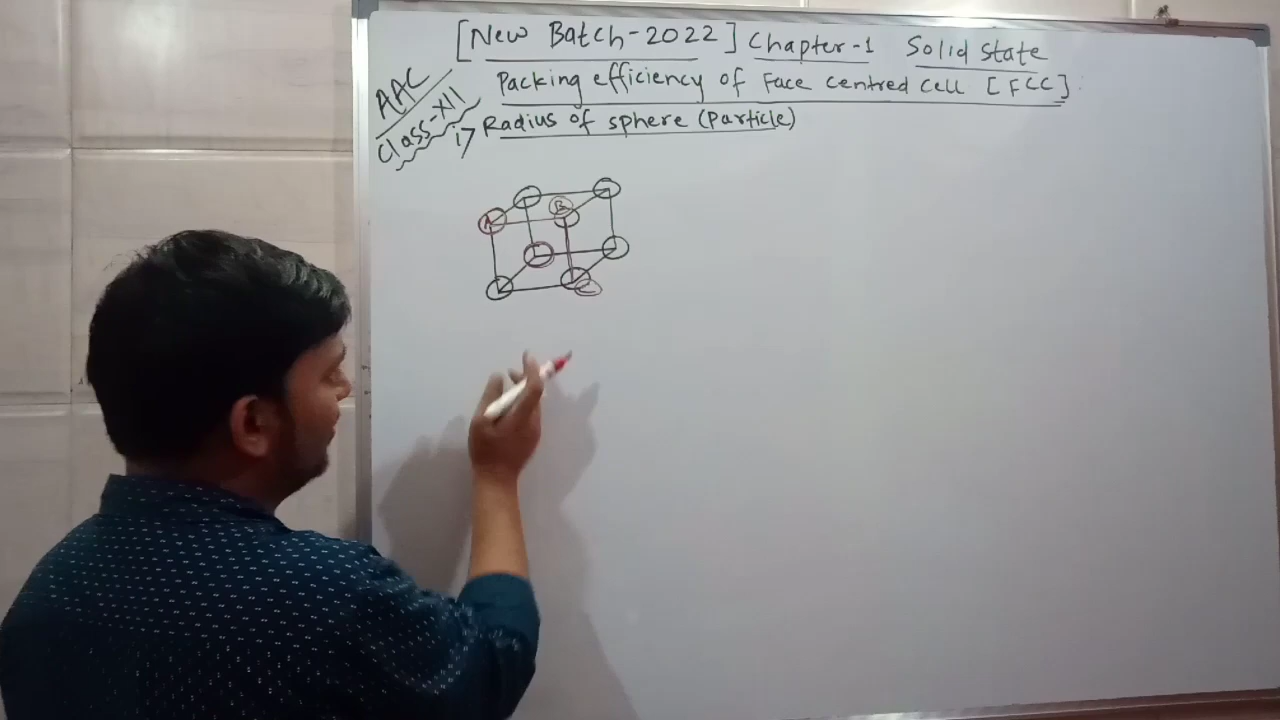 [New Batch-2022] Chapter-1 Solid State
AAC
Class-XII
Packing efficiency of Face Centred Cell [FCC]:
i> Radius of sphere (Particle)
A
B
C